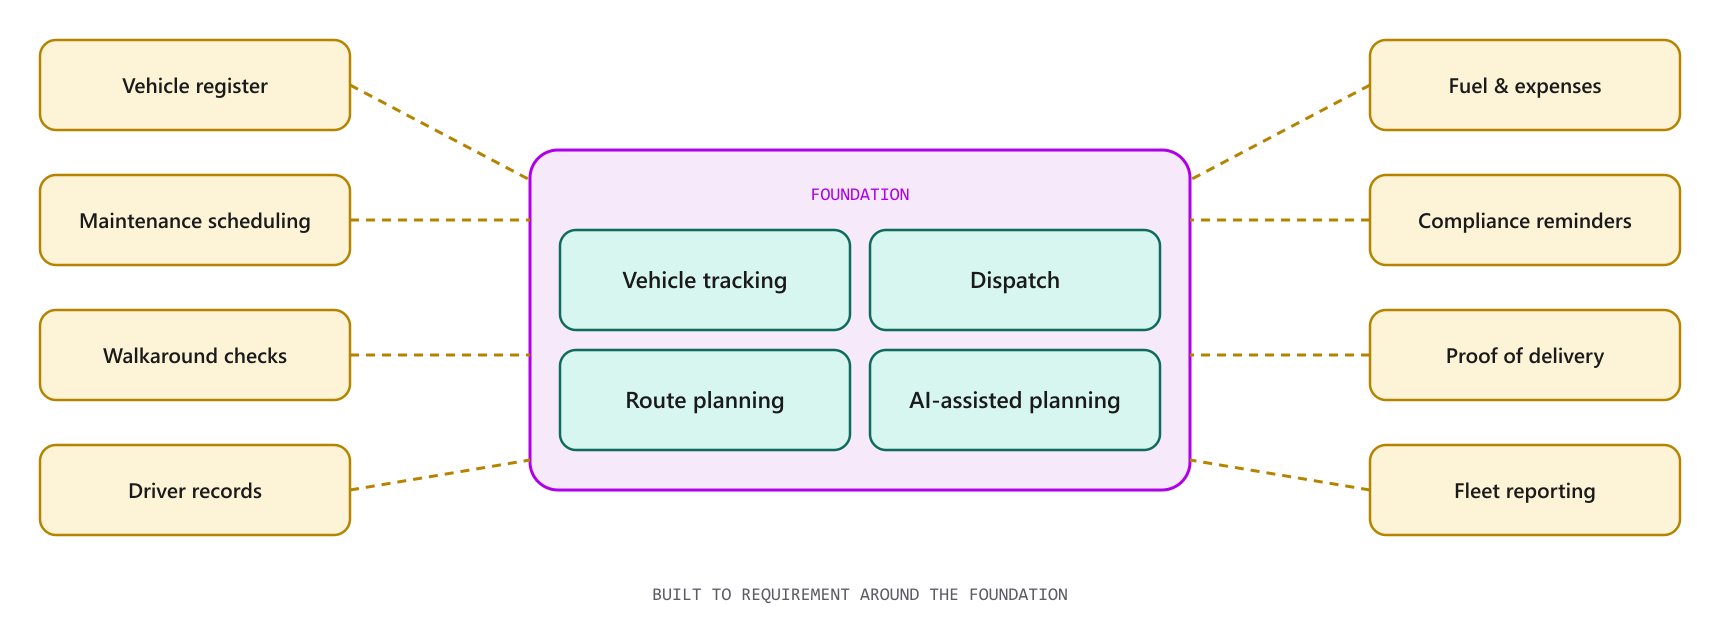 Vehicle register
Maintenance scheduling
Walkaround checks
Driver records
FOUNDATION
Vehicle tracking
Dispatch
Route planning
AI-assisted planning
Fuel & expenses
Compliance reminders
Proof of delivery
Fleet reporting
BUILT TO REQUIREMENT AROUND THE FOUNDATION